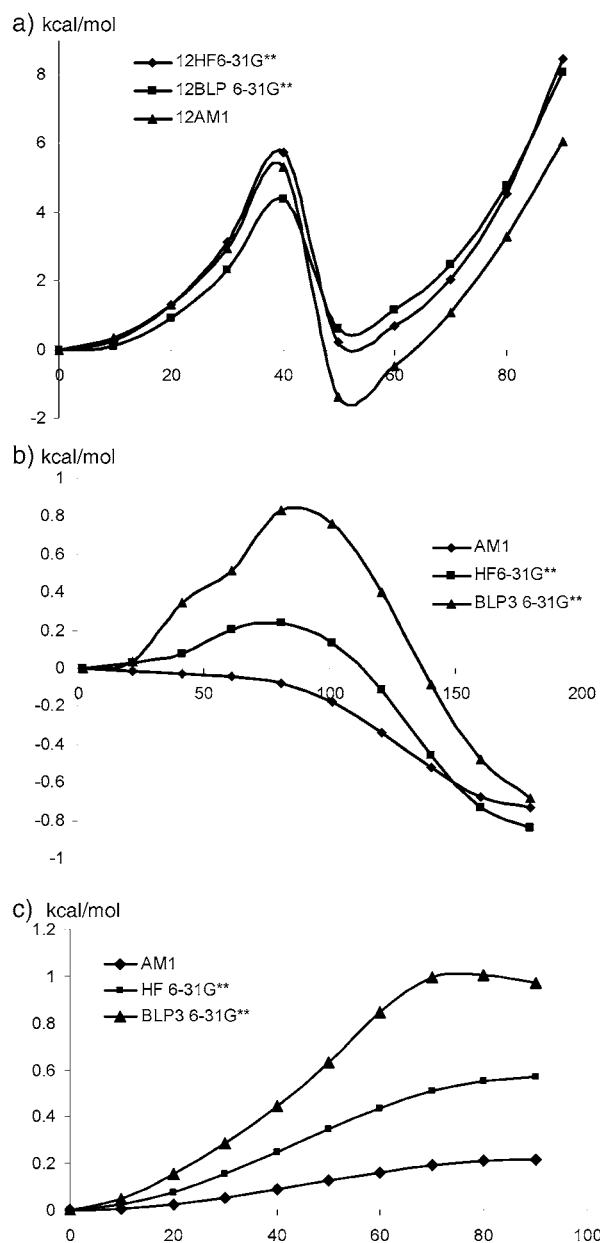 a) kcal/mol
12HF6-31G**
12BLP 6-31G**
12AM1
8
6
4
2
0
-2
0 20 40 60 80
b) kcal/mol
AM1
HF6-31G**
BLP3 6-31G**
1
0.8
0.6
0.4
0.2
0
-0.2
-0.4
-0.6
-0.8
-1
0 50 100 150 200
c) kcal/mol
AM1
HF 6-31G**
BLP3 6-31G**
1.2
1
0.8
0.6
0.4
0.2
0
0 20 40 60 80 100